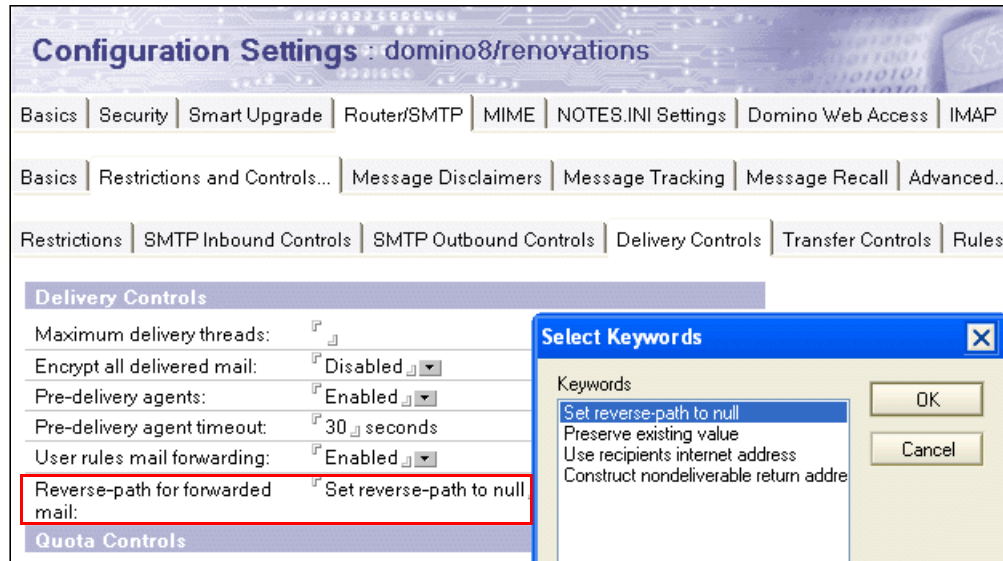 Configuration Settings : domino8/renovations
Basics Security Smart Upgrade Router/SMTP MIME NOTES.INI Settings Domino Web Access IMAP
Basics Restrictions and Controls... Message Disclaimers Message Tracking Message Recall Advanced..
Restrictions SMTP Inbound Controls SMTP Outbound Controls Delivery Controls Transfer Controls Rules
Delivery Controls
Maximum delivery threads:
Encrypt all delivered mail: Disabled
Pre-delivery agents: Enabled
Pre-delivery agent timeout: 30 seconds
User rules mail forwarding: Enabled
Reverse-path for forwarded Set reverse-path to null
mail:
Quota Controls
Select Keywords
Keywords
Set reverse-path to null
Preserve existing value
Use recipients internet address
Construct nondeliverable return addre
OK
Cancel